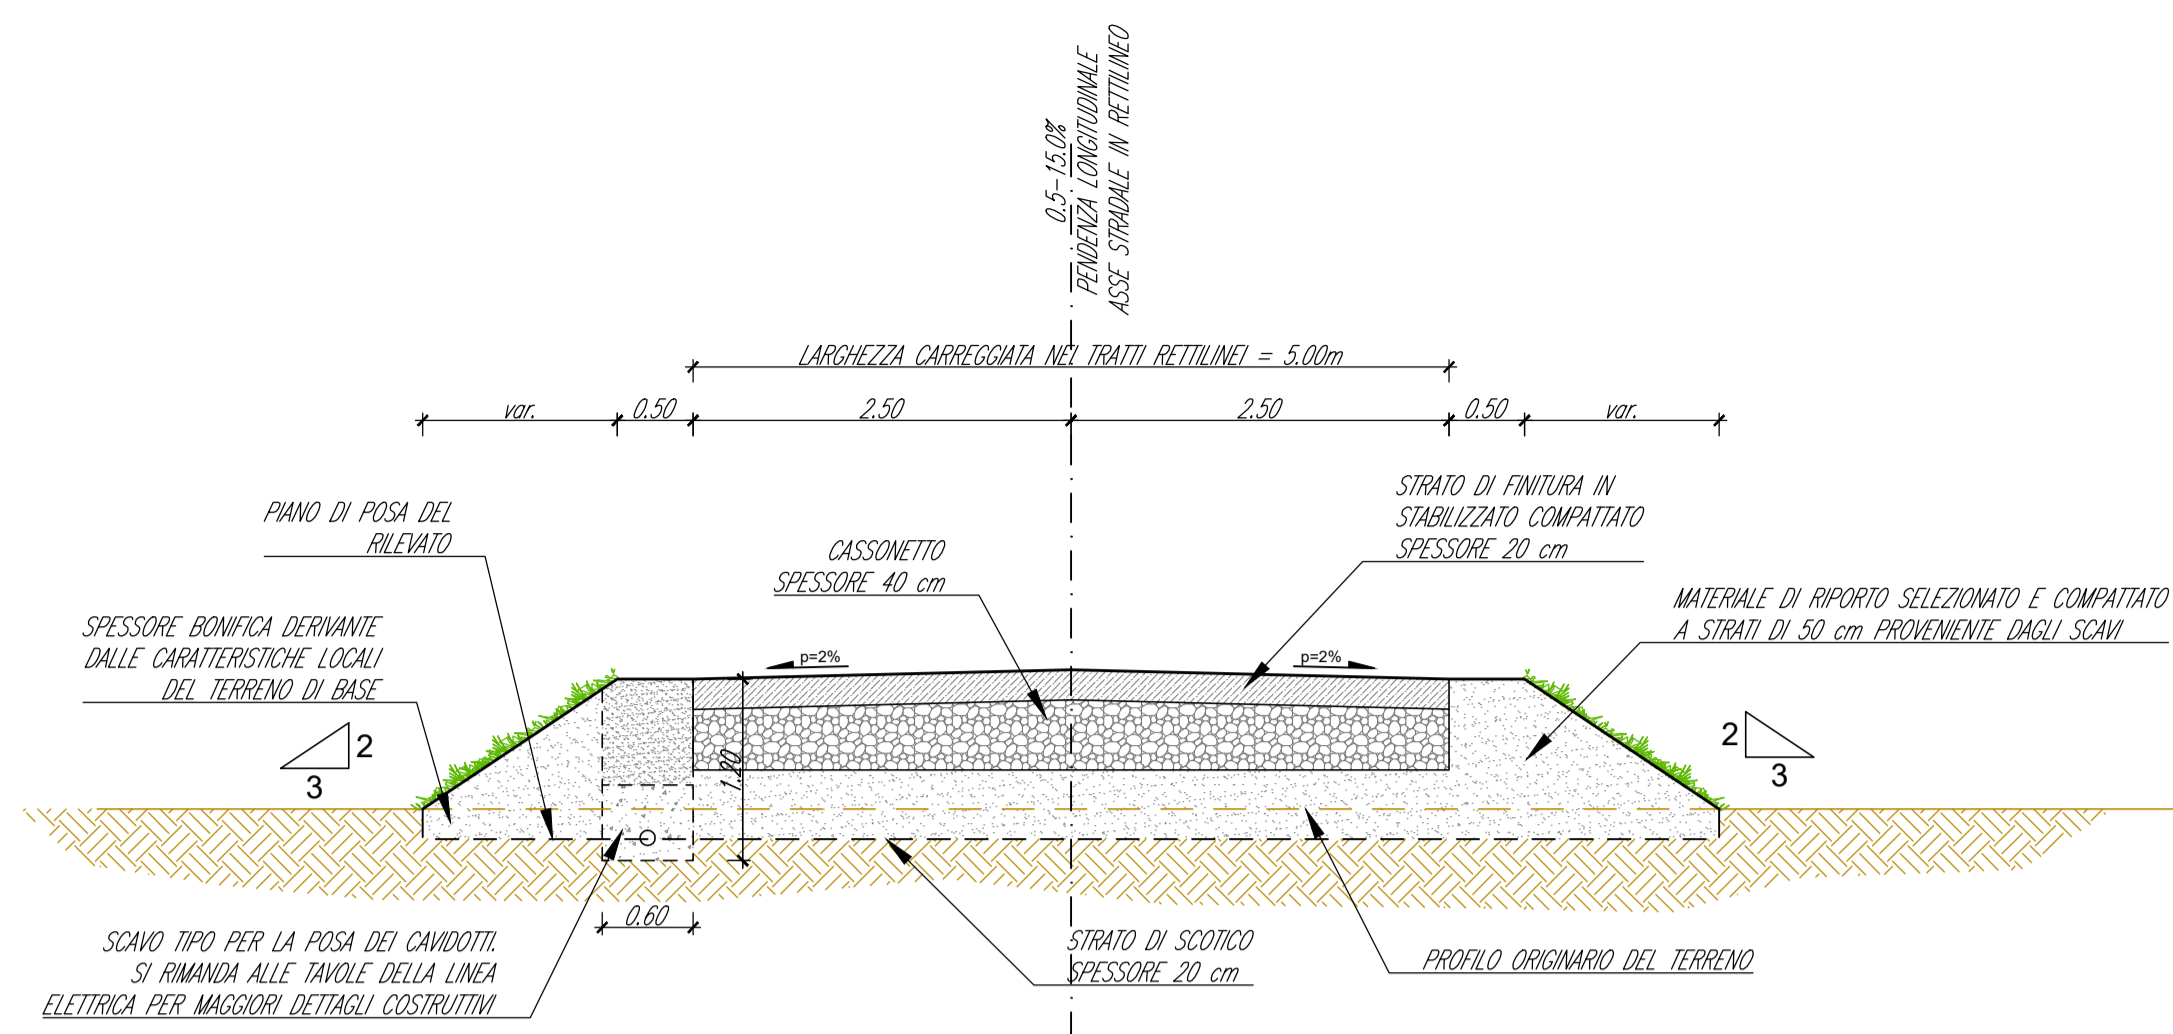 0.5-15.0%
PENDENZA LONGITUDINALE
ASSE STRADALE IN RETTILINEO
LARGHEZZA CARREGGIATA NEI TRATTI RETTILINEI = 5.00m
var.
0.50
2.50
2.50
0.50
var.
STRATO DI FINITURA IN
STABILIZZATO COMPATTATO
SPESSORE 20 cm
PIANO DI POSA DEL
RILEVATO
CASSONETTO
SPESSORE 40 cm
MATERIALE DI RIPORTO SELEZIONATO E COMPATTATO
A STRATI DI 50 cm PROVENIENTE DAGLI SCAVI
SPESSORE BONIFICA DERIVANTE
DALLE CARATTERISTICHE LOCALI
DEL TERRENO DI BASE
p=2%
p=2%
2
3
2
3
1.20
0.60
SCAVO TIPO PER LA POSA DEI CAVIDOTTI.
SI RIMANDA ALLE TAVOLE DELLA LINEA
ELETTRICA PER MAGGIORI DETTAGLI COSTRUTTIVI
STRATO DI SCOTICO
SPESSORE 20 cm
PROFILO ORIGINARIO DEL TERRENO